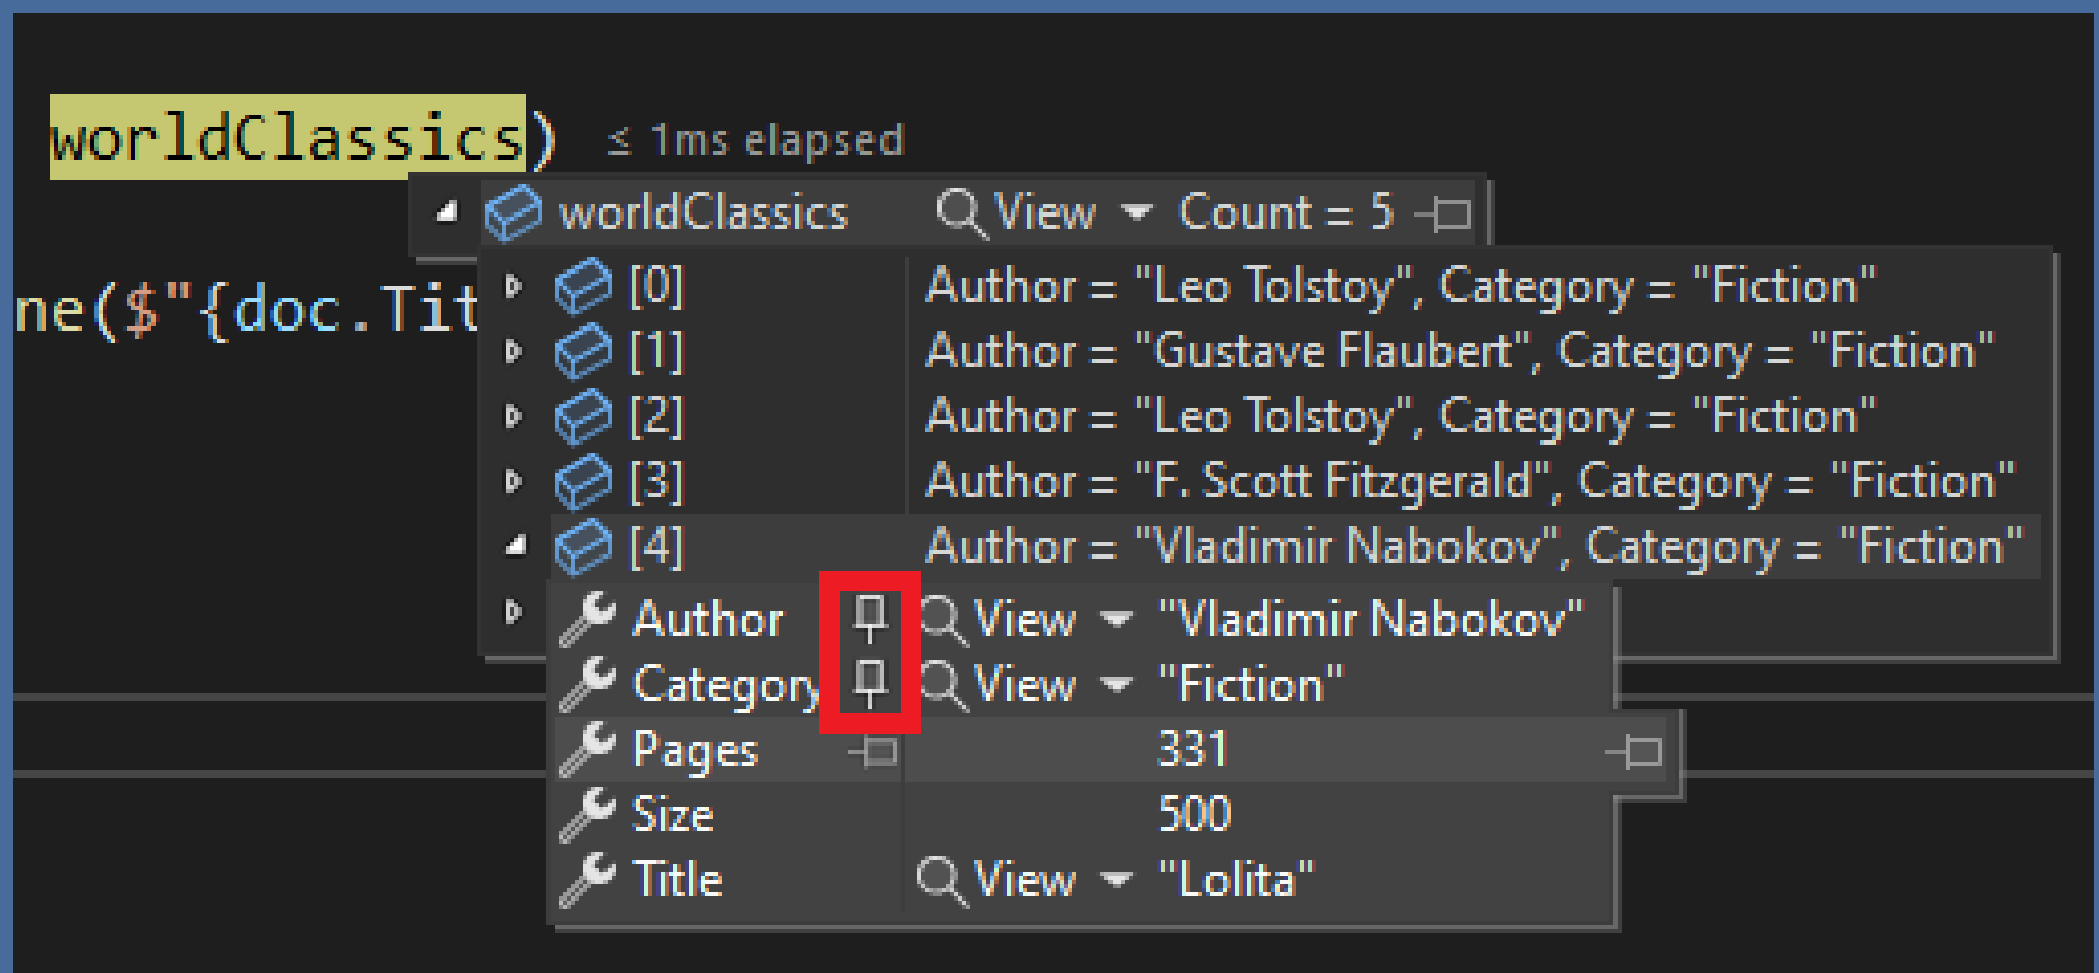 worldClassics) ≤ 1ms elapsed
worldClassics View Count = 5
[0] Author = "Leo Tolstoy", Category = "Fiction"
ne($"{doc.Tit
[1] Author = "Gustave Flaubert", Category = "Fiction"
[2] Author = "Leo Tolstoy", Category = "Fiction"
[3] Author = "F. Scott Fitzgerald", Category = "Fiction"
[4] Author = "Vladimir Nabokov", Category = "Fiction"
Author View "Vladimir Nabokov"
Category View "Fiction"
Pages 331
Size 500
Title View "Lolita"